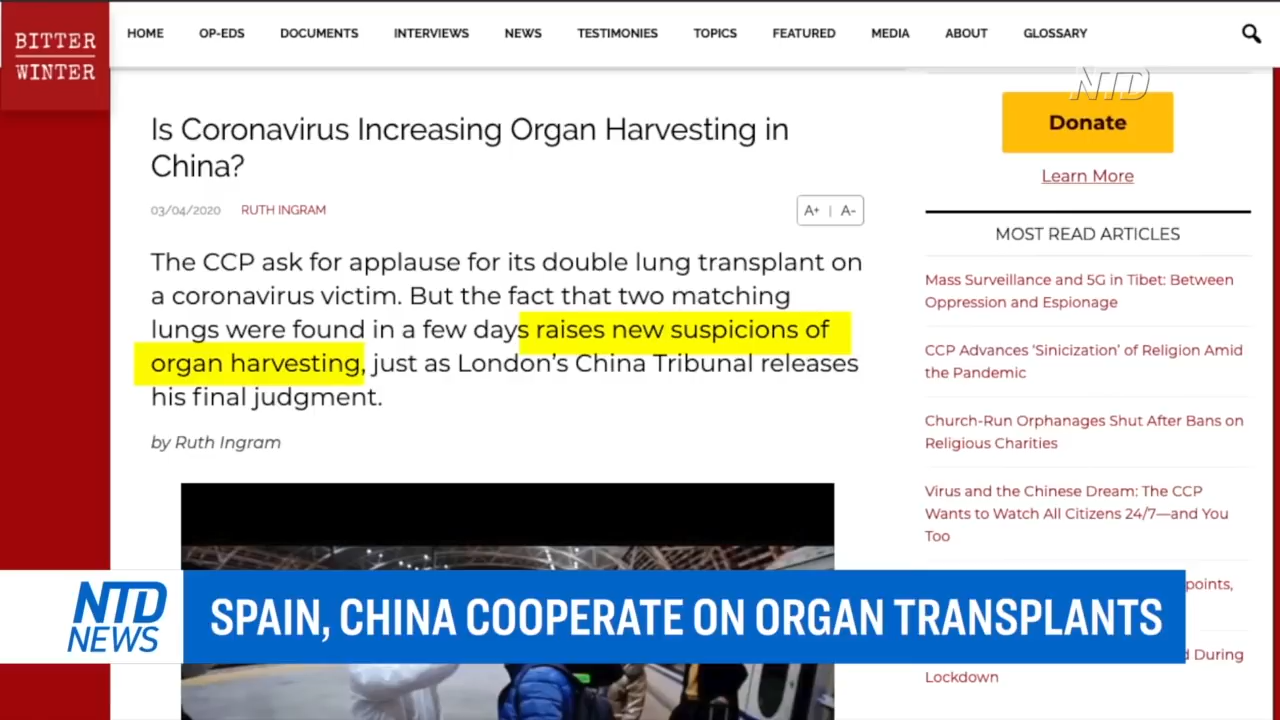 BITTER
WINTER
HOME
OP-EDS
DOCUMENTS
INTERVIEWS
NEWS
TESTIMONIES
TOPICS
FEATURED
MEDIA
ABOUT
GLOSSARY
NTD
Is Coronavirus Increasing Organ Harvesting in
China?
03/04/2020 RUTH INGRAM
A+ | A-
The CCP ask for applause for its double lung transplant on
a coronavirus victim. But the fact that two matching
lungs were found in a few days raises new suspicions of
organ harvesting, just as London's China Tribunal releases
his final judgment.
by Ruth Ingram
Donate
Learn More
MOST READ ARTICLES
Mass Surveillance and 5G in Tibet: Between
Oppression and Espionage
CCP Advances 'Sinicization' of Religion Amid
the Pandemic
Church-Run Orphanages Shut After Bans on
Religious Charities
Virus and the Chinese Dream: The CCP
Wants to Watch All Citizens 24/7—and You
Too
points,
During
Lockdown
NTD
NEWS
SPAIN, CHINA COOPERATE ON ORGAN TRANSPLANTS